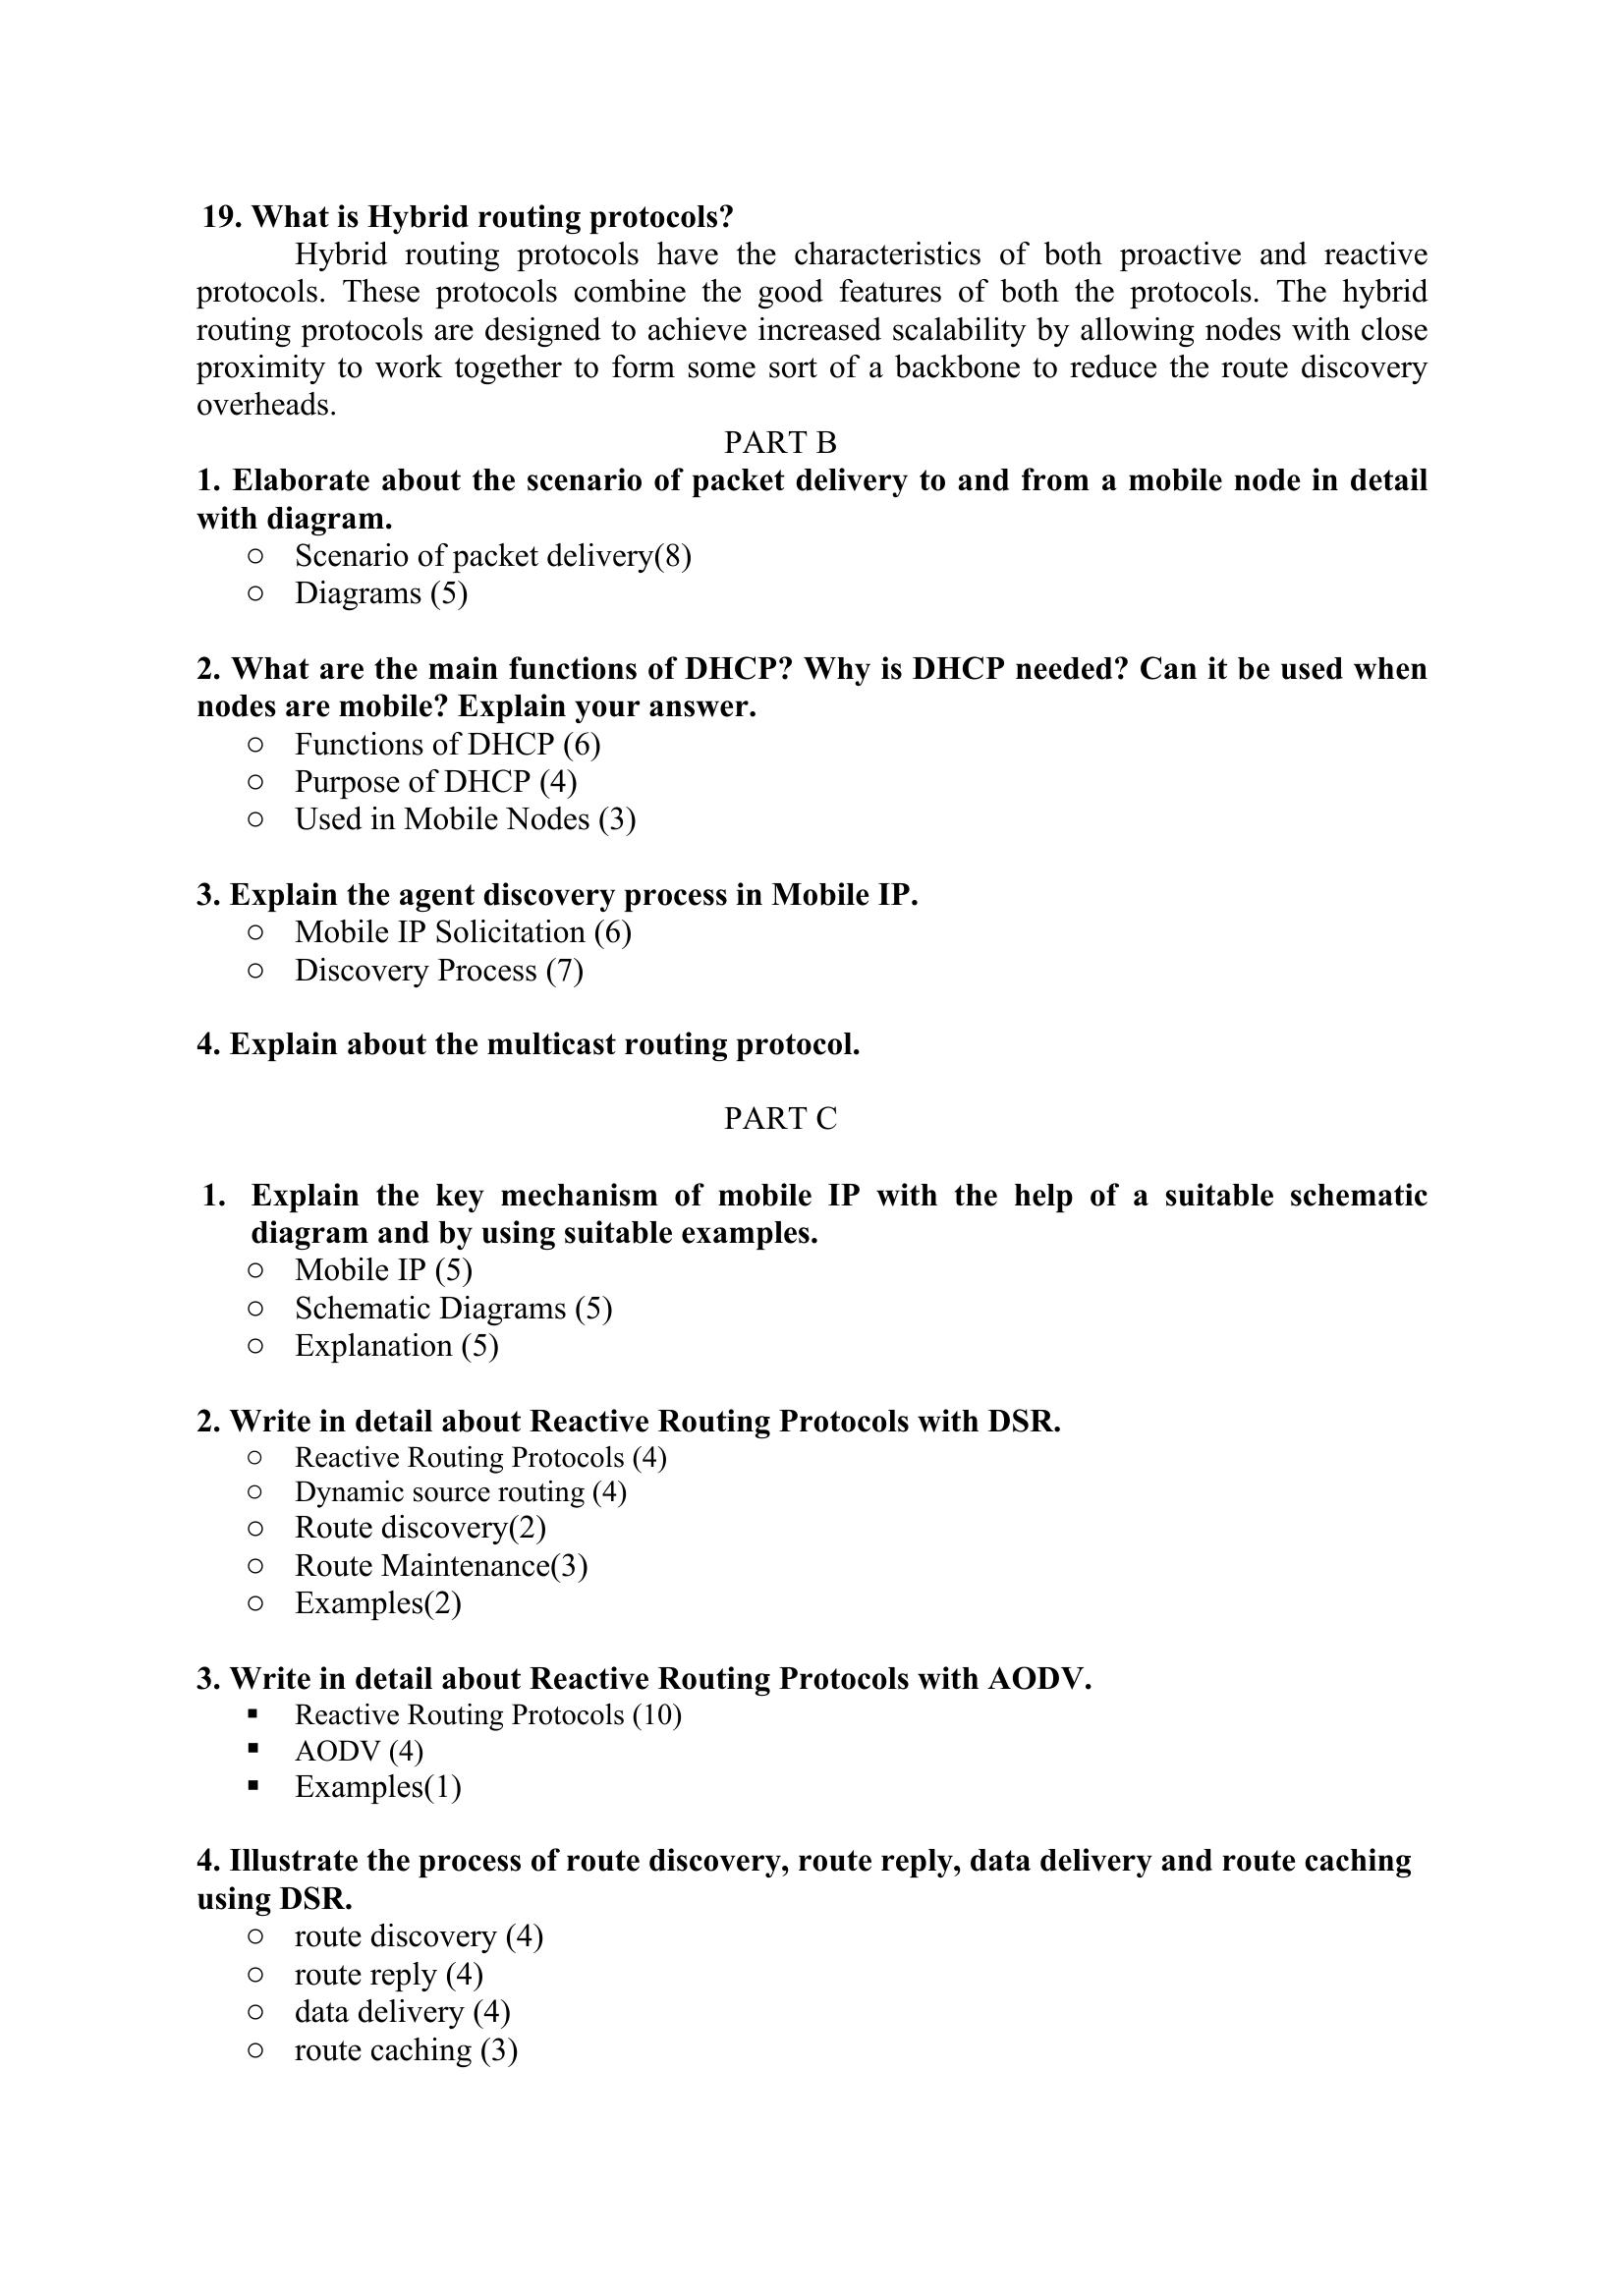 19. What is Hybrid routing protocols?
Hybrid routing protocols have the characteristics of both proactive and reactive
protocols. These protocols combine the good features of both the protocols. The hybrid
routing protocols are designed to achieve increased scalability by allowing nodes with close
proximity to work together to form some sort of a backbone to reduce the route discovery
overheads.
PART B
1. Elaborate about the scenario of packet delivery to and from a mobile node in detail
with diagram.
○ Scenario of packet delivery(8)
○ Diagrams (5)
2. What are the main functions of DHCP? Why is DHCP needed? Can it be used when
nodes are mobile? Explain your answer.
○ Functions of DHCP (6)
○ Purpose of DHCP (4)
○ Used in Mobile Nodes (3)
3. Explain the agent discovery process in Mobile IP.
○ Mobile IP Solicitation (6)
○ Discovery Process (7)
4. Explain about the multicast routing protocol.
PART C
1. Explain the key mechanism of mobile IP with the help of a suitable schematic
diagram and by using suitable examples.
○ Mobile IP (5)
○ Schematic Diagrams (5)
○ Explanation (5)
2. Write in detail about Reactive Routing Protocols with DSR.
○ Reactive Routing Protocols (4)
○ Dynamic source routing (4)
○ Route discovery(2)
○ Route Maintenance(3)
○ Examples(2)
3. Write in detail about Reactive Routing Protocols with AODV.
▪ Reactive Routing Protocols (10)
▪ AODV (4)
▪ Examples(1)
4. Illustrate the process of route discovery, route reply, data delivery and route caching
using DSR.
○ route discovery (4)
○ route reply (4)
○ data delivery (4)
○ route caching (3)